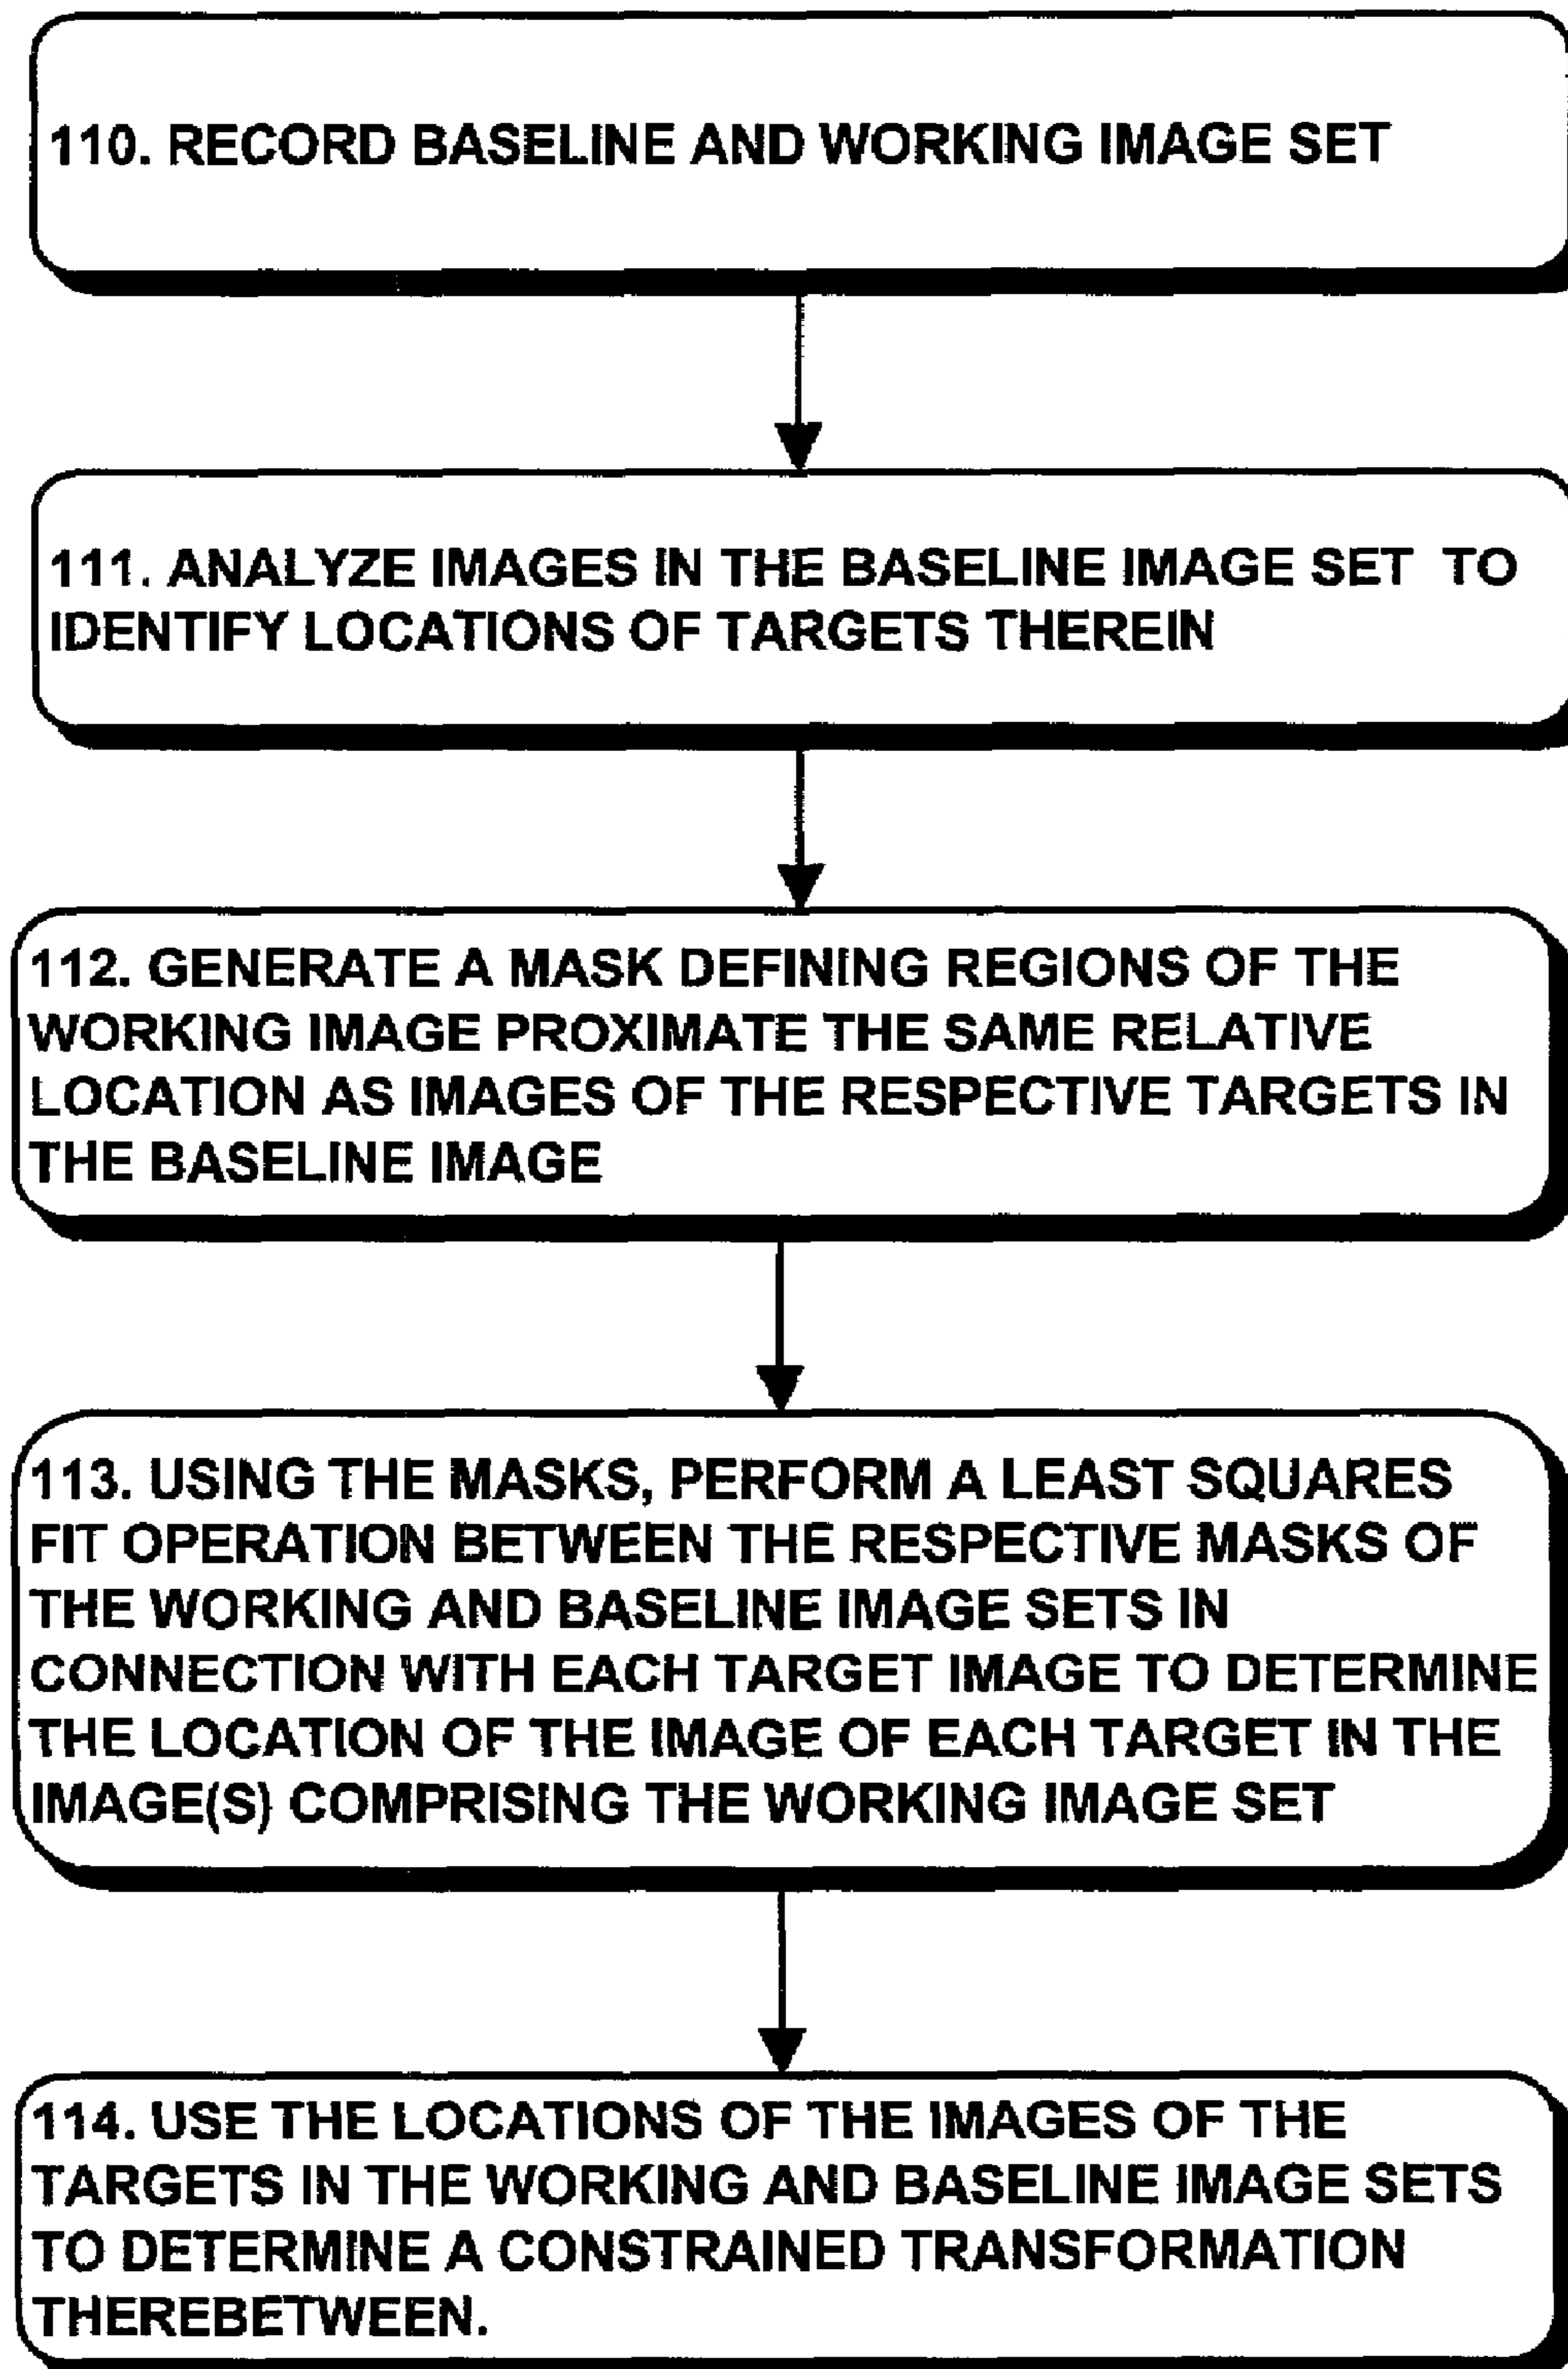 110. RECORD BASELINE AND WORKING IMAGE SET
111. ANALYZE IMAGES IN THE BASELINE IMAGE SET TO
IDENTIFY LOCATIONS OF TARGETS THEREIN
112. GENERATE A MASK DEFINING REGIONS OF THE
WORKING IMAGE PROXIMATE THE SAME RELATIVE
LOCATION AS IMAGES OF THE RESPECTIVE TARGETS IN
THE BASELINE IMAGE
113. USING THE MASKS, PERFORM A LEAST SQUARES
FIT OPERATION BETWEEN THE RESPECTIVE MASKS OF
THE WORKING AND BASELINE IMAGE SETS IN
CONNECTION WITH EACH TARGET IMAGE TO DETERMINE
THE LOCATION OF THE IMAGE OF EACH TARGET IN THE
IMAGE(S) COMPRISING THE WORKING IMAGE SET
114. USE THE LOCATIONS OF THE IMAGES OF THE
TARGETS IN THE WORKING AND BASELINE IMAGE SETS
TO DETERMINE A CONSTRAINED TRANSFORMATION
THEREBETWEEN.